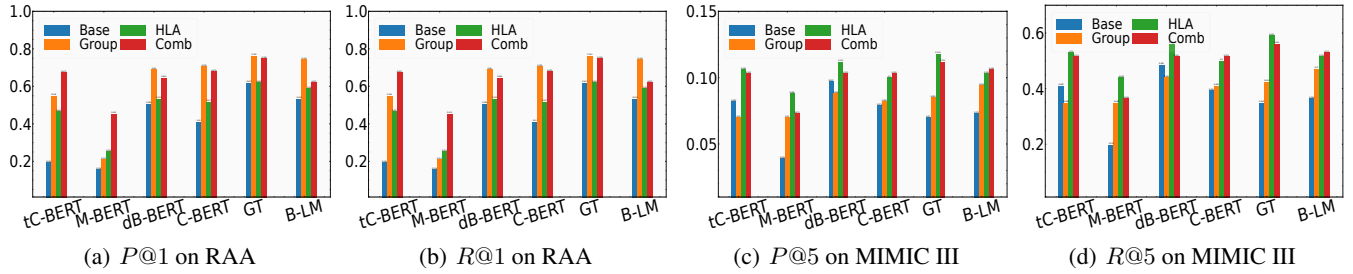 1.0
0.8
0.6
0.4
0.2
Base
HLA
Group
Comb
tC-BERT
M-BERT
dB-BERT
C-BERT
GT
B-LM
(a) P@1 on RAA
1.0
0.8
0.6
0.4
0.2
Base
HLA
Group
Comb
tC-BERT
M-BERT
dB-BERT
C-BERT
GT
B-LM
(b) R@1 on RAA
0.15
0.10
0.05
Base
HLA
Group
Comb
tC-BERT
M-BERT
dB-BERT
C-BERT
GT
B-LM
(c) P@5 on MIMIC III
0.6
0.4
0.2
Base
HLA
Group
Comb
tC-BERT
M-BERT
dB-BERT
C-BERT
GT
B-LM
(d) R@5 on MIMIC III